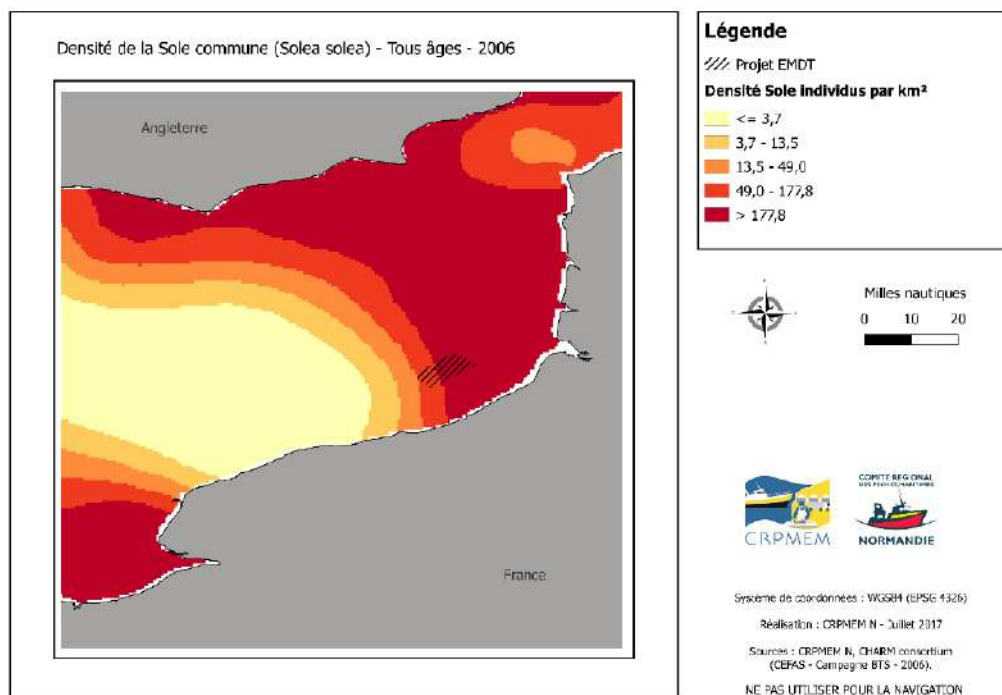 Densité de la Sole commune (Solea solea) - Tous âges - 2006
Angleterre
France
Légende
Projet EMDT
Densité Sole individus par km²
<= 3,7
3,7 - 13,5
13,5 - 49,0
49,0 - 177,8
> 177,8
Milles nautiques
0 10 20
CRPMEM
COMITE REGIONAL
DES PECHES MARITIMES
NORMANDIE
Système de coordonnées : WGS84 (EPSG 4326)
Réalisation : CRPMEM N - Juillet 2017
Sources : CRPMEM N, CHARM consortium
(CEFAS - Campagne BTS - 2006).
NE PAS UTILISER POUR LA NAVIGATION